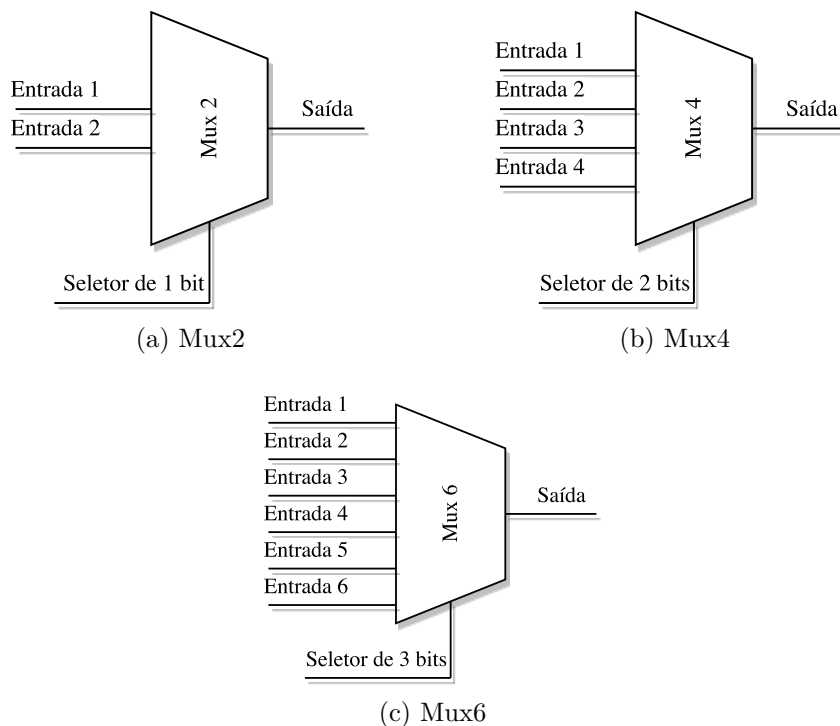 Entrada 1
Entrada 2
Mux 2
Saída
Seletor de 1 bit
(a) Mux2
Entrada 1
Entrada 2
Entrada 3
Entrada 4
Mux 4
Saída
Seletor de 2 bits
(b) Mux4
Entrada 1
Entrada 2
Entrada 3
Entrada 4
Entrada 5
Entrada 6
Mux 6
Saída
Seletor de 3 bits
(c) Mux6